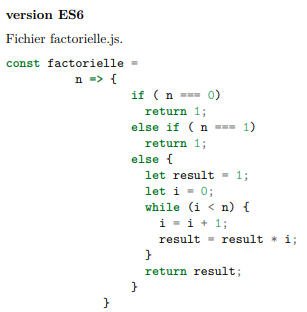 version ES6
Fichier factorielle.js.
const factorielle =
n => {
if ( n === 0)
return 1;
else if ( n === 1)
return 1;
else {
let result = 1;
let i = 0;
while (i < n) {
i = i + 1;
result = result * i;
}
return result;
}
}